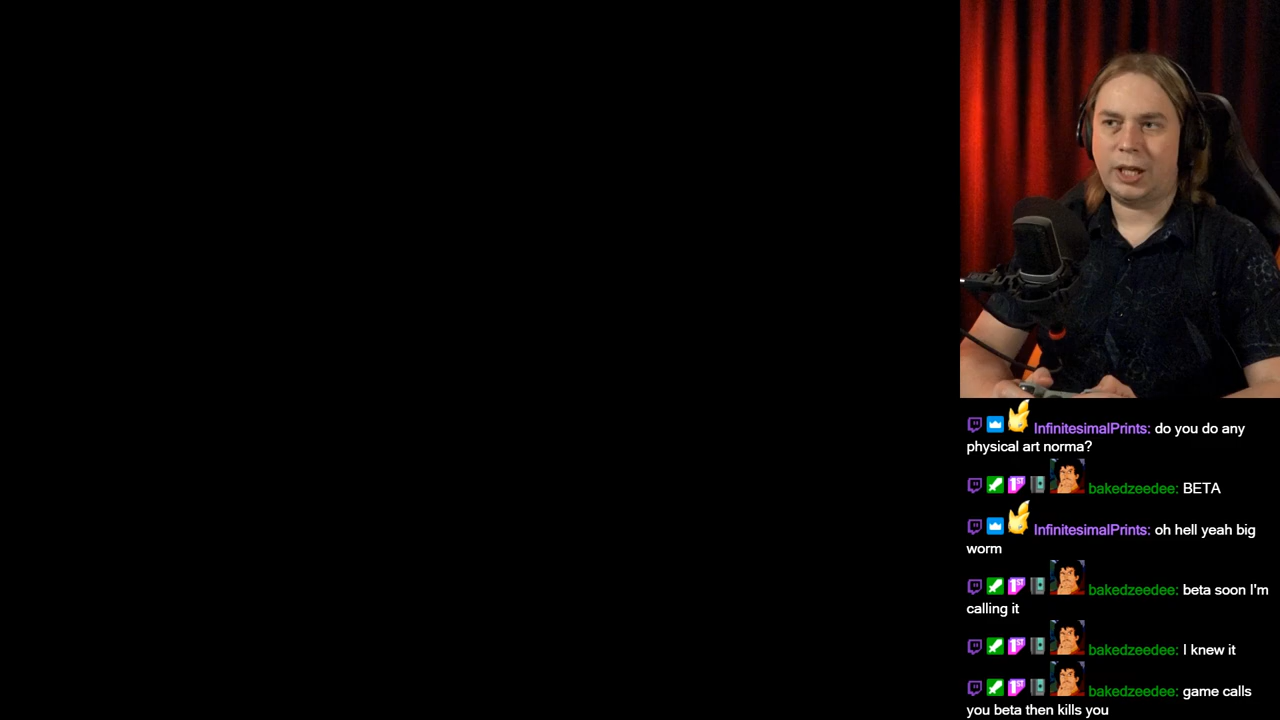 InfinitesimalPrints: do you do any
physical art norma?
bakedzeedee: BETA
InfinitesimalPrints: oh hell yeah big
worm
bakedzeedee: beta soon I'm
calling it
bakedzeedee: I knew it
bakedzeedee: game calls
you beta then kills you